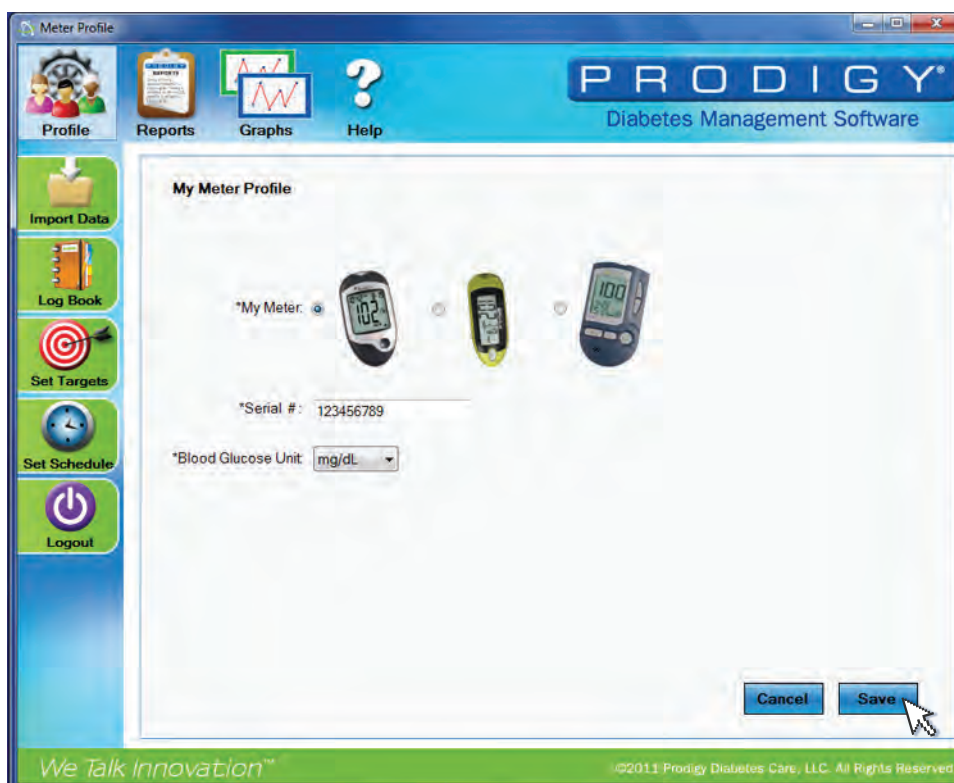 Meter Profile
PRODIGY®
Diabetes Management Software
Profile
Reports
Graphs
Help
REPORTS
Import Data
Log Book
Set Targets
Set Schedule
Logout
My Meter Profile
*My Meter:
102
100
*Serial #:
123456789
*Blood Glucose Unit:
mg/dL
Cancel
Save
We Talk Innovation™
©2011 Prodigy Diabetes Care, LLC. All Rights Reserved